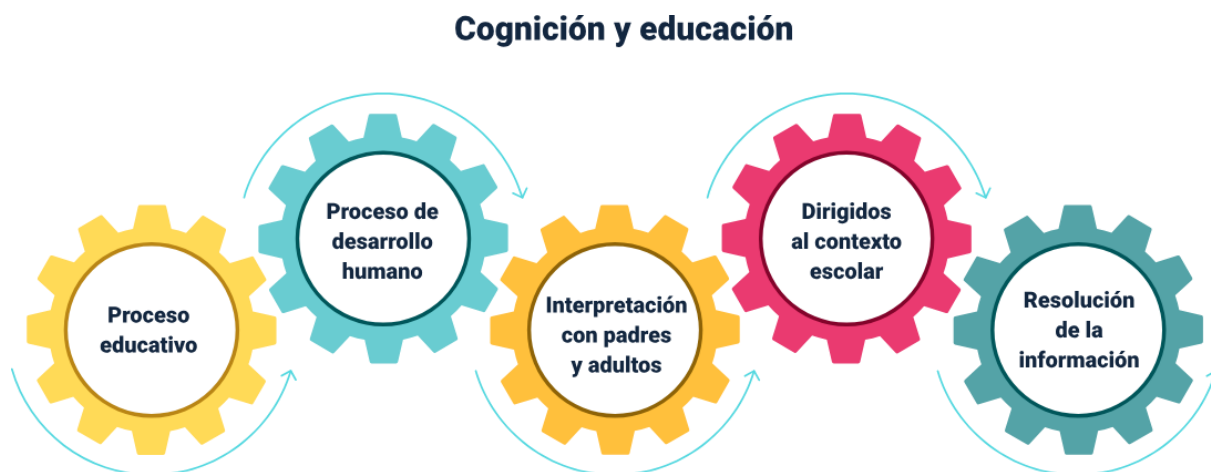 Cognición y educación
Proceso
educativo
Proceso de
desarrollo
humano
Interpretación
con padres
y adultos
Dirigidos
al contexto
escolar
Resolución
de la
información